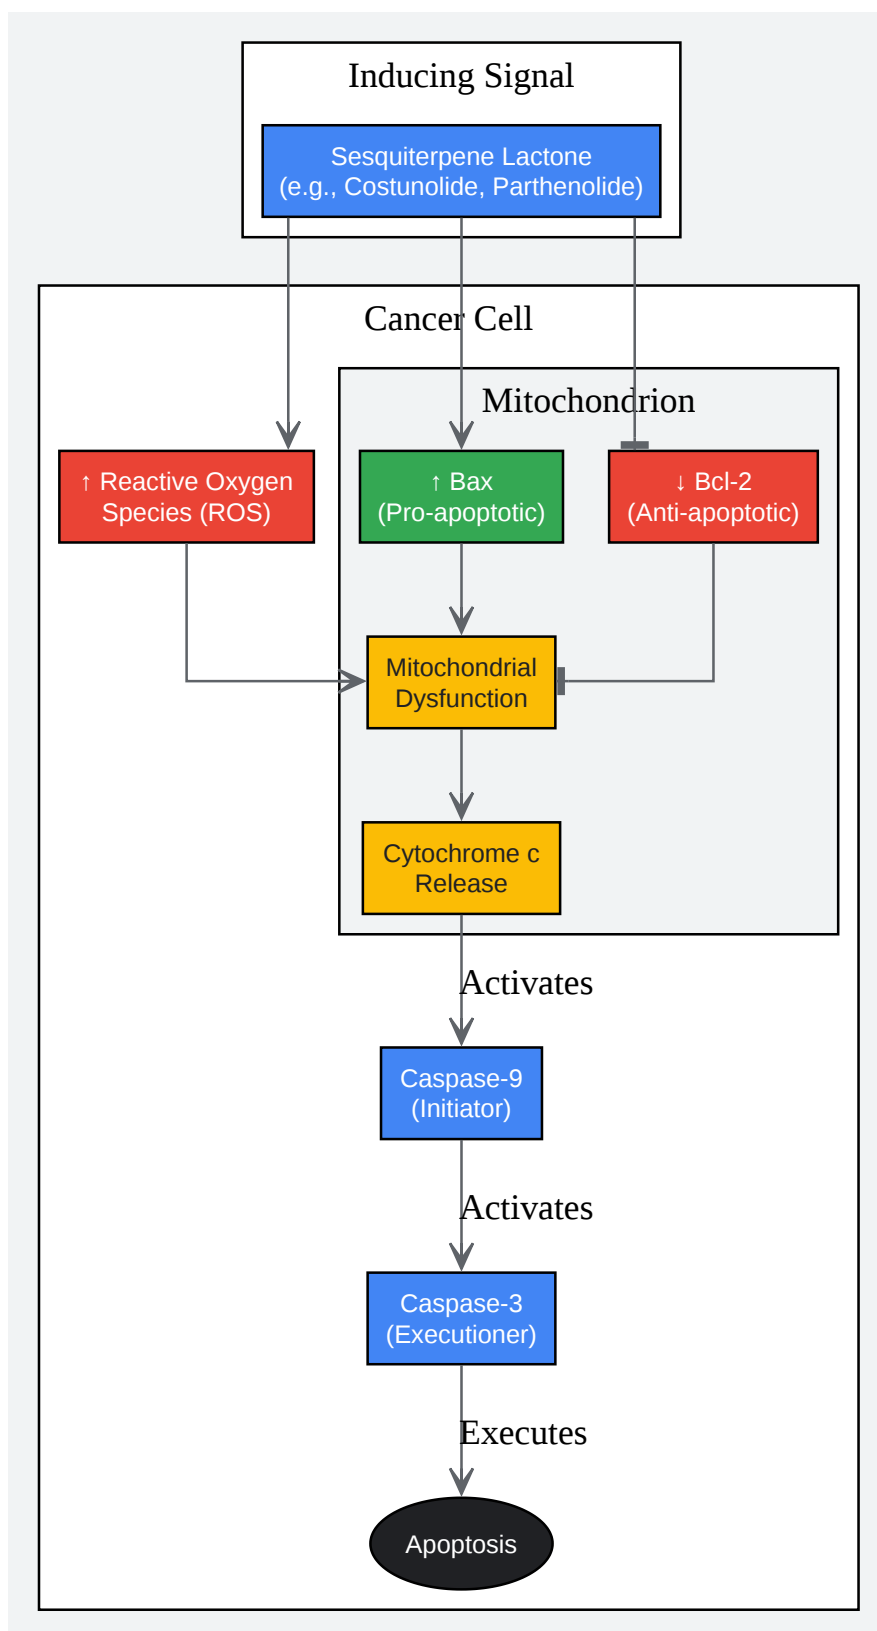 Inducing Signal
Sesquiterpene Lactone
(e.g., Costunolide, Parthenolide)
Cancer Cell
Mitochondrion
↑ Reactive Oxygen
Species (ROS)
↑ Bax
(Pro-apoptotic)
↓ Bcl-2
(Anti-apoptotic)
Mitochondrial
Dysfunction
Cytochrome c
Release
Activates
Caspase-9
(Initiator)
Activates
Caspase-3
(Executioner)
Executes
Apoptosis